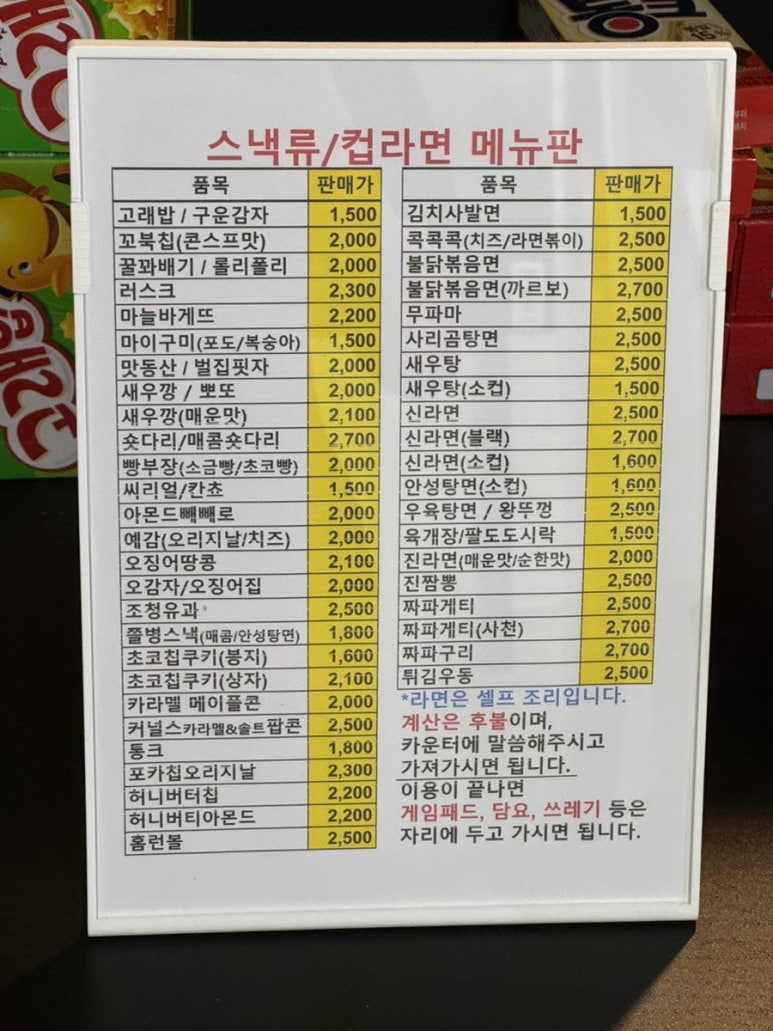 스낵류/컵라면 메뉴판
품목 판매가
고래밥 / 구운감자 1,500
꼬북칩(콘스프맛) 2,000
꿀꽈배기 / 롤리폴리 2,000
러스크 2,300
마늘바게뜨 2,200
마이구미(포도/복숭아) 1,500
맛동산 / 벌집핏자 2,000
새우깡 / 뽀또 2,000
새우깡(매운맛) 2,100
숏다리/매콤숏다리 2,700
빵부장(소금빵/초코빵) 2,000
씨리얼/칸쵸 1,500
아몬드빼빼로 2,000
예감(오리지날/치즈) 2,000
오징어땅콩 2,100
오감자/오징어집 2,000
조청유과 2,500
쫄병스낵(매콤/안성탕면) 1,800
초코칩쿠키(봉지) 1,600
초코칩쿠키(상자) 2,100
카라멜 메이플콘 2,000
커널스카라멜&솔트팝콘 2,500
통크 1,800
포카칩오리지날 2,300
허니버터칩 2,200
허니버티아몬드 2,200
홈런볼 2,500
품목 판매가
김치사발면 1,500
콕콕콕(치즈/라면볶이) 2,500
불닭볶음면 2,500
불닭볶음면(까르보) 2,700
무파마 2,500
사리곰탕면 2,500
새우탕 2,500
새우탕(소컵) 1,500
신라면 2,500
신라면(블랙) 2,700
신라면(소컵) 1,600
안성탕면(소컵) 1,600
우육탕면 / 왕뚜껑 2,500
육개장/팔도도시락 1,500
진라면(매운맛/순한맛) 2,000
진짬뽕 2,500
짜파게티 2,500
짜파게티(사천) 2,700
짜파구리 2,700
튀김우동 2,500
*라면은 셀프 조리입니다.
계산은 후불이며,
카운터에 말씀해주시고
가져가시면 됩니다.
이용이 끝나면
게임패드, 담요, 쓰레기 등은
자리에 두고 가시면 됩니다.